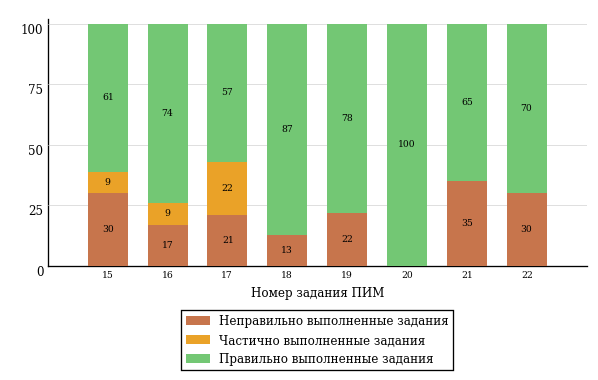 100
75
50
25
0
61 74 57 87 78 100 65 70
9 9 22
30 17 21 13 22 35 30
15 16 17 18 19 20 21 22
Номер задания ПИМ
Неправильно выполненные задания
Частично выполненные задания
Правильно выполненные задания